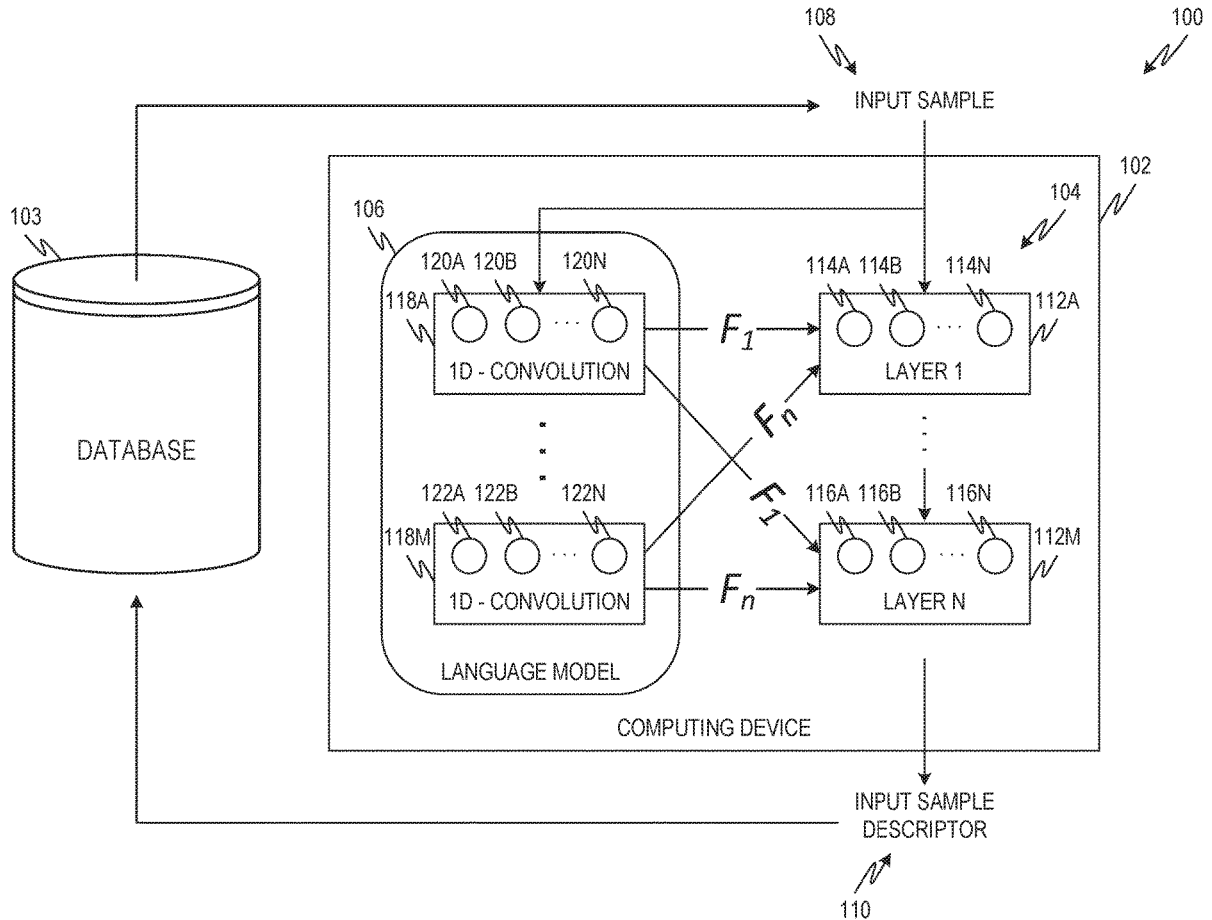 108
100
INPUT SAMPLE
102
103
106
104
120A 120B 120N
114A 114B 114N
118A
112A
... 
...
F1
1D - CONVOLUTION
LAYER 1
Fn
DATABASE
F1
122A 122B 122N
116A 116B 116N
118M
112M
...
...
1D - CONVOLUTION
Fn
LAYER N
LANGUAGE MODEL
COMPUTING DEVICE
INPUT SAMPLE
DESCRIPTOR
110